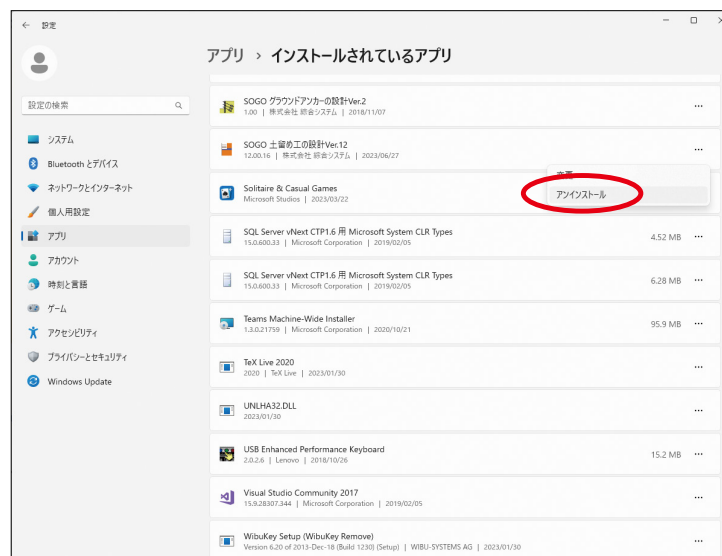 ← 設定
アプリ › インストールされているアプリ
設定の検索
システム
Bluetooth とデバイス
ネットワークとインターネット
個人用設定
アプリ
アカウント
時刻と言語
ゲーム
アクセシビリティ
プライバシーとセキュリティ
Windows Update
SOGO グラウンドアンカーの設計Ver.2
1.00 | 株式会社 綜合システム | 2018/11/07
SOGO 土留め工の設計Ver.12
12.00.16 | 株式会社 綜合システム | 2023/06/27
変更
アンインストール
Solitaire & Casual Games
Microsoft Studios | 2023/03/22
SQL Server vNext CTP1.6 用 Microsoft System CLR Types
15.0.600.33 | Microsoft Corporation | 2019/02/05
4.52 MB
SQL Server vNext CTP1.6 用 Microsoft System CLR Types
15.0.600.33 | Microsoft Corporation | 2019/02/05
6.28 MB
Teams Machine-Wide Installer
1.3.0.21759 | Microsoft Corporation | 2020/10/21
95.9 MB
TeX Live 2020
2020 | TeX Live | 2023/01/30
UNLHA32.DLL
2023/01/30
USB Enhanced Performance Keyboard
2.0.2.6 | Lenovo | 2018/10/26
15.2 MB
Visual Studio Community 2017
15.9.28307.344 | Microsoft Corporation | 2019/02/05
WibuKey Setup (WibuKey Remove)
Version 6.20 of 2013-Dec-18 (Build 1230) (Setup) | WIBU-SYSTEMS AG | 2023/01/30